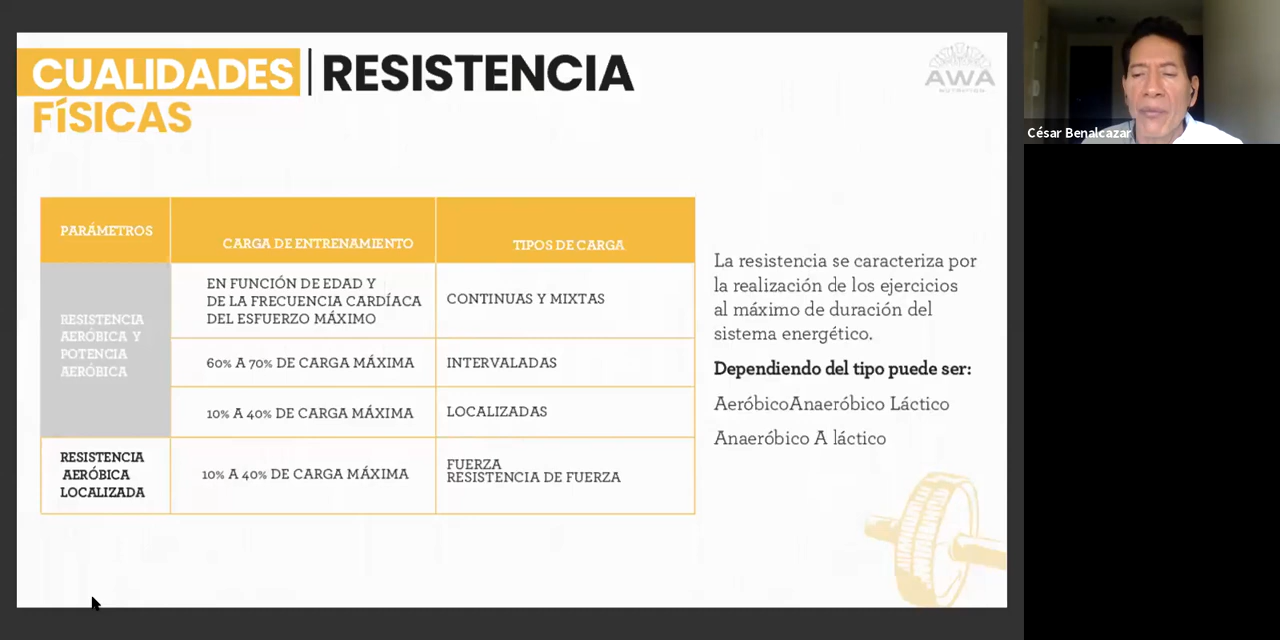 CUALIDADES
FÍSICAS
RESISTENCIA
AWA
NUTRITION
César Benalcazar
PARÁMETROS
CARGA DE ENTRENAMIENTO
TIPOS DE CARGA
RESISTENCIA
AERÓBICA Y
POTENCIA
AERÓBICA
EN FUNCIÓN DE EDAD Y
DE LA FRECUENCIA CARDÍACA
DEL ESFUERZO MÁXIMO
CONTINUAS Y MIXTAS
60% A 70% DE CARGA MÁXIMA
INTERVALADAS
10% A 40% DE CARGA MÁXIMA
LOCALIZADAS
RESISTENCIA
AERÓBICA
LOCALIZADA
10% A 40% DE CARGA MÁXIMA
FUERZA
RESISTENCIA DE FUERZA
La resistencia se caracteriza por
la realización de los ejercicios
al máximo de duración del
sistema energético.
Dependiendo del tipo puede ser:
AeróbicoAnaeróbico Láctico
Anaeróbico A láctico